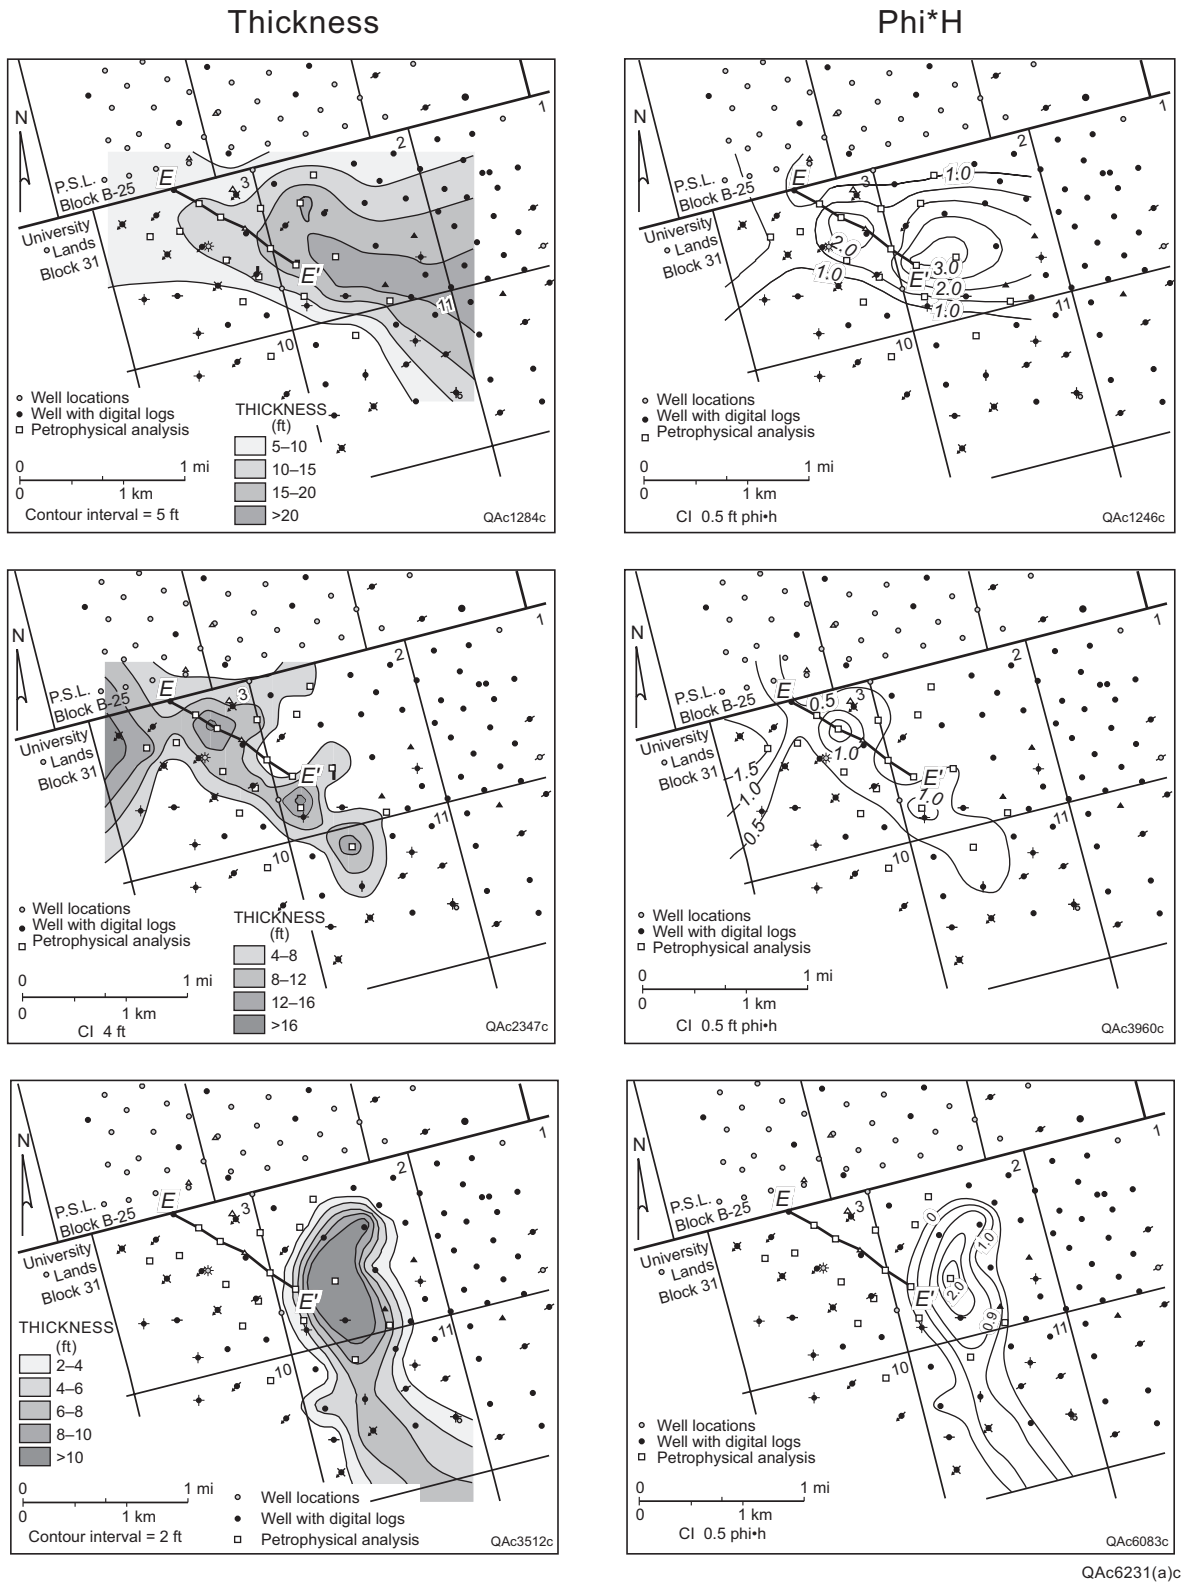 Thickness
Phi*H
N
1
2
3
P.S.L.
Block B-25
E
University
Lands
Block 31
E'
11
10
Well locations
Well with digital logs
Petrophysical analysis
THICKNESS
(ft)
5–10
10–15
15–20
>20
0 1 mi
0 1 km
Contour interval = 5 ft
QAc1284c
N
1
2
3
P.S.L.
Block B-25
E
1.0
University
Lands
Block 31
2.0
1.0
3.0
E'
2.0
1.0
11
10
Well locations
Well with digital logs
Petrophysical analysis
0 1 mi
0 1 km
CI 0.5 ft phi•h
QAc1246c
N
1
2
3
P.S.L.
Block B-25
E
University
Lands
Block 31
E'
11
10
Well locations
Well with digital logs
Petrophysical analysis
THICKNESS
(ft)
4–8
8–12
12–16
>16
0 1 mi
0 1 km
CI 4 ft
QAc2347c
N
1
2
3
P.S.L.
Block B-25
E
0.5
University
Lands
Block 31
1.0
1.5
1.0
0.5
E'
1.0
11
10
Well locations
Well with digital logs
Petrophysical analysis
0 1 mi
0 1 km
CI 0.5 ft phi•h
QAc3960c
N
1
2
3
P.S.L.
Block B-25
E
University
Lands
Block 31
E'
11
10
THICKNESS
(ft)
2–4
4–6
6–8
8–10
>10
0 1 mi
0 1 km
Contour interval = 2 ft
Well locations
Well with digital logs
Petrophysical analysis
QAc3512c
N
1
2
3
P.S.L.
Block B-25
E
0
1.0
University
Lands
Block 31
2.0
E'
0.9
11
10
Well locations
Well with digital logs
Petrophysical analysis
0 1 mi
0 1 km
CI 0.5 phi•h
QAc6083c
QAc6231(a)c